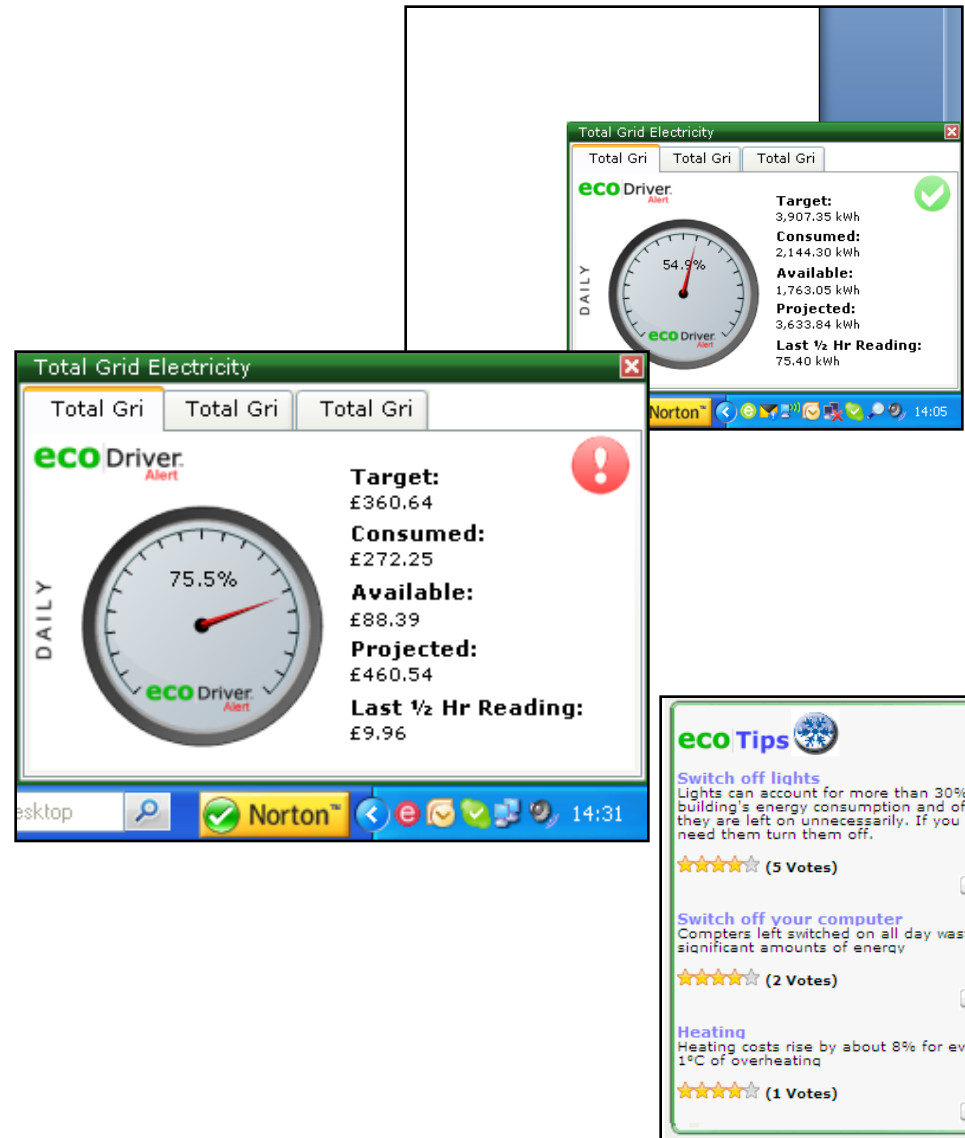 Total Grid Electricity
Total Gri Total Gri Total Gri
eco Driver.
Alert
DAILY
54.9%
eco Driver.
Alert
Target:
3,907.35 kWh
Consumed:
2,144.30 kWh
Available:
1,763.05 kWh
Projected:
3,633.84 kWh
Last ½ Hr Reading:
75.40 kWh
Norton™ 14:05
Total Grid Electricity
Total Gri Total Gri Total Gri
eco Driver.
Alert
DAILY
75.5%
eco Driver.
Alert
Target:
£360.64
Consumed:
£272.25
Available:
£88.39
Projected:
£460.54
Last ½ Hr Reading:
£9.96
Norton™ 14:31
eco Tips
Switch off lights
Lights can account for more than 30%
building's energy consumption and
they are left on unnecessarily. If you
need them turn them off.
(5 Votes)
Switch off your computer
Compters left switched on all day
significant amounts of energy
(2 Votes)
Heating
Heating costs rise by about 8% for
1°C of overheating
(1 Votes)